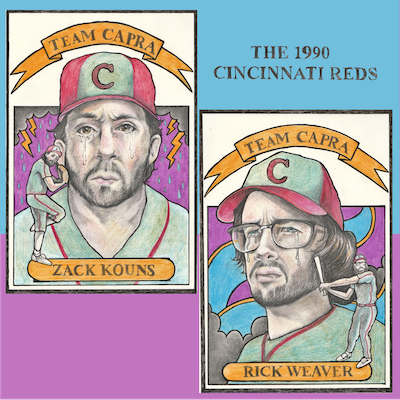 TEAM CAPRA
C
ZACK KOUNS
THE 1990
CINCINNATI REDS
TEAM CAPRA
C
RICK WEAVER